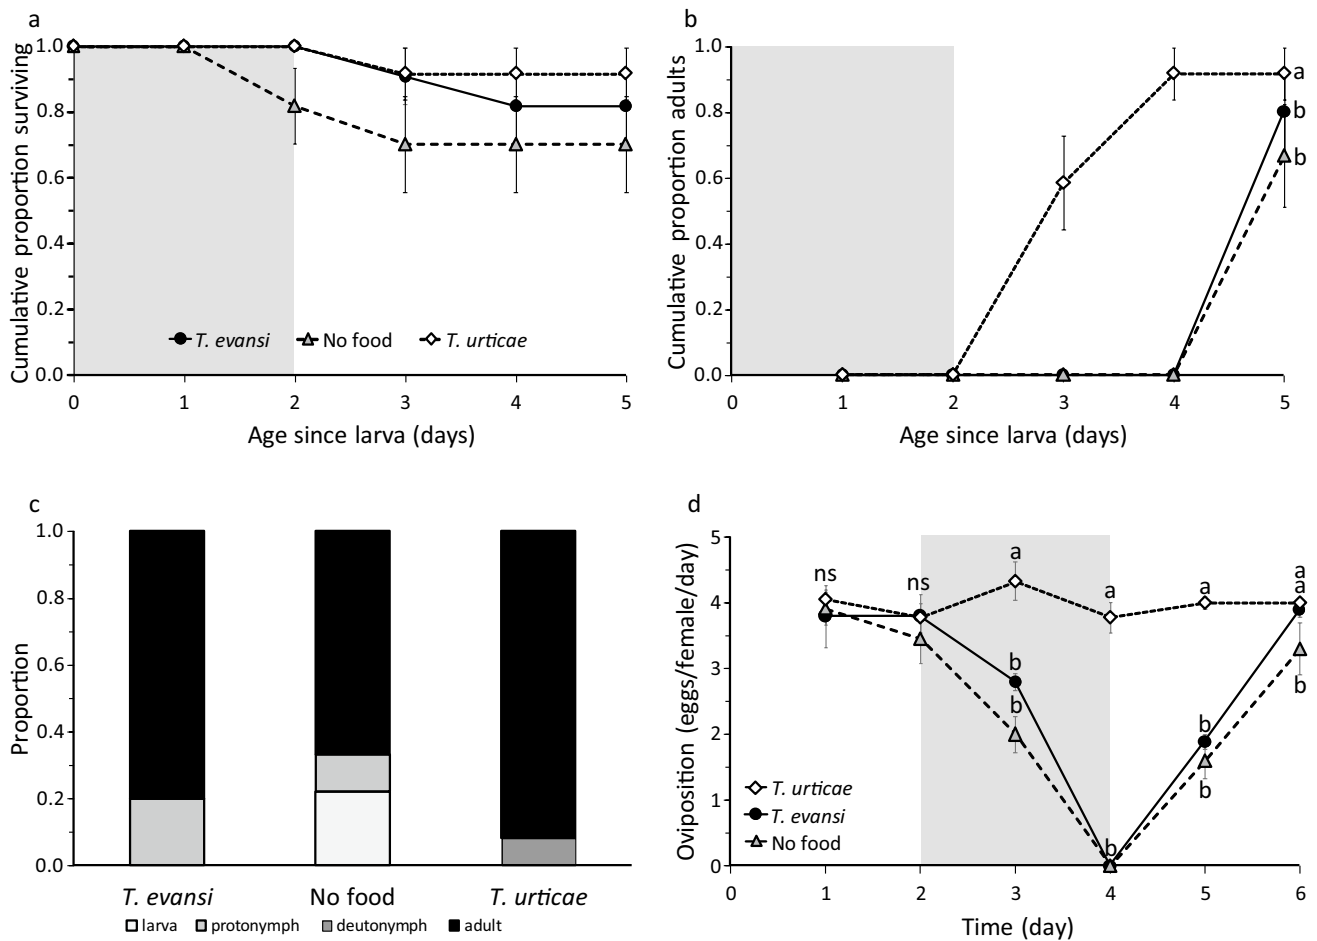 a
Cumulative proportion surviving
1.0
0.8
0.6
0.4
0.2
0.0
T. evansi No food T. urticae
0 1 2 3 4 5
Age since larva (days)
b
Cumulative proportion adults
1.0
0.8
0.6
0.4
0.2
0.0
a
b
b
0 1 2 3 4 5
Age since larva (days)
c
Proportion
1.0
0.8
0.6
0.4
0.2
0.0
T. evansi No food T. urticae
larva protonymph deutonymph adult
d
Oviposition (eggs/female/day)
5
4
3
2
1
0
ns ns a a a a
a
b b
b b
b b
b
T. urticae
T. evansi
No food
0 1 2 3 4 5 6
Time (day)